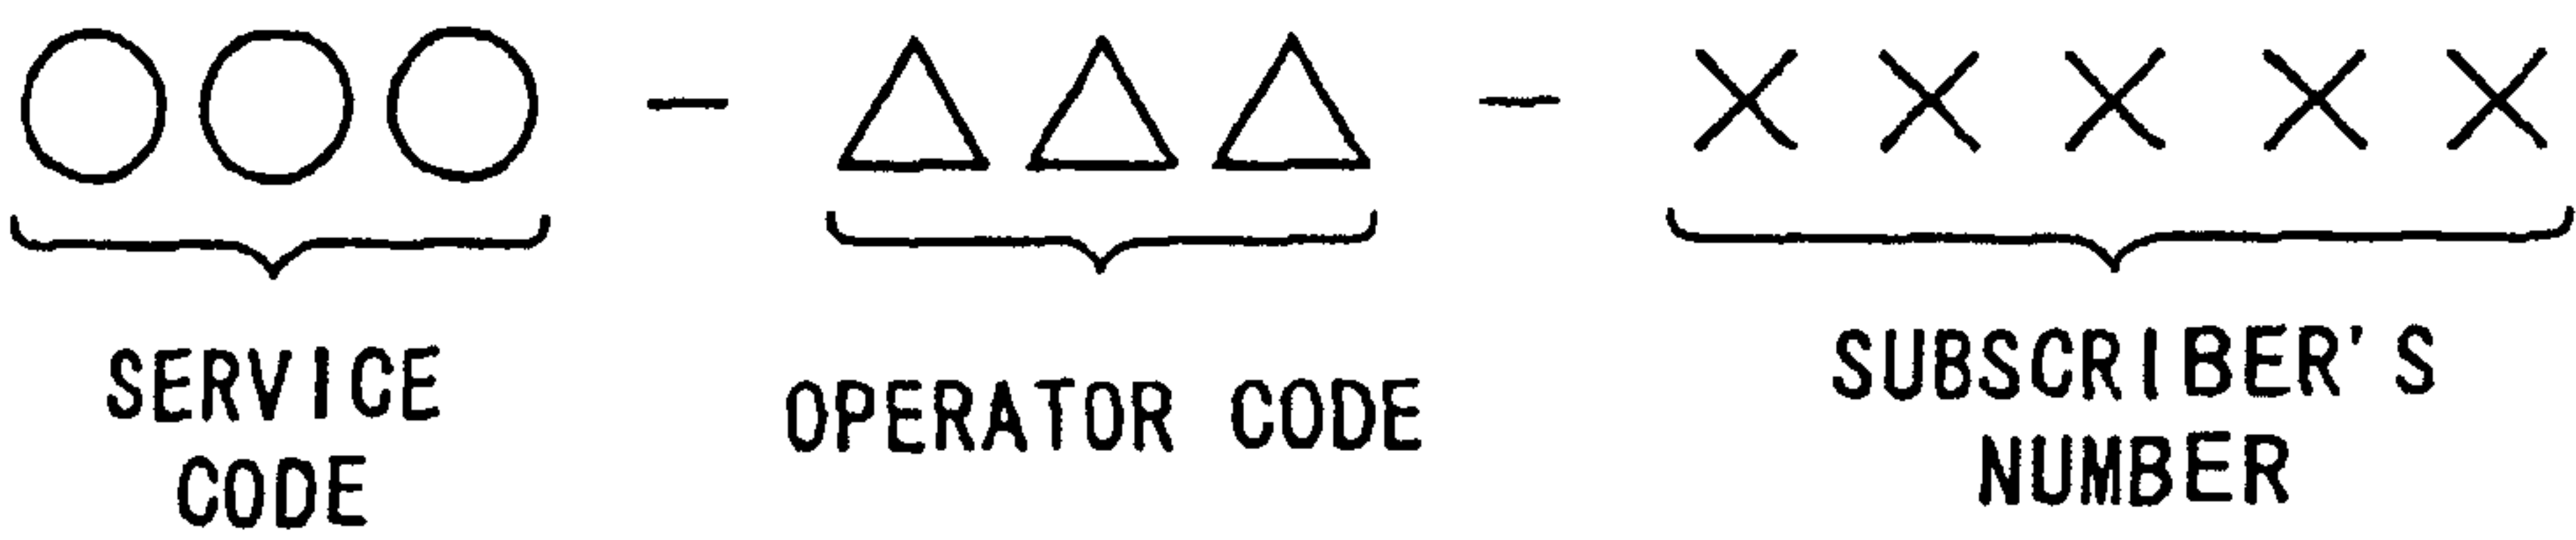 ○○○ - △△△ - ×××××
SERVICE
CODE
OPERATOR CODE
SUBSCRIBER'S
NUMBER